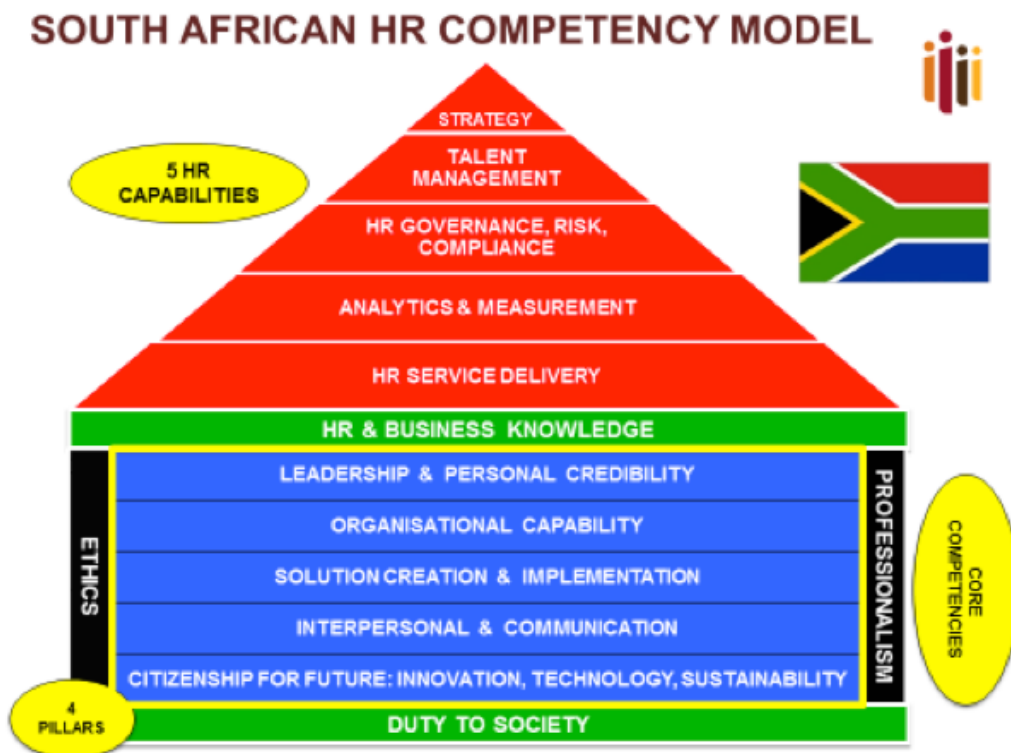 SOUTH AFRICAN HR COMPETENCY MODEL
STRATEGY
5 HR
CAPABILITIES
TALENT
MANAGEMENT
HR GOVERNANCE, RISK,
COMPLIANCE
ANALYTICS & MEASUREMENT
HR SERVICE DELIVERY
HR & BUSINESS KNOWLEDGE
ETHICS
LEADERSHIP & PERSONAL CREDIBILITY
ORGANISATIONAL CAPABILITY
SOLUTION CREATION & IMPLEMENTATION
INTERPERSONAL & COMMUNICATION
CITIZENSHIP FOR FUTURE: INNOVATION, TECHNOLOGY, SUSTAINABILITY
PROFESSIONALISM
CORE
COMPETENCIES
4
PILLARS
DUTY TO SOCIETY